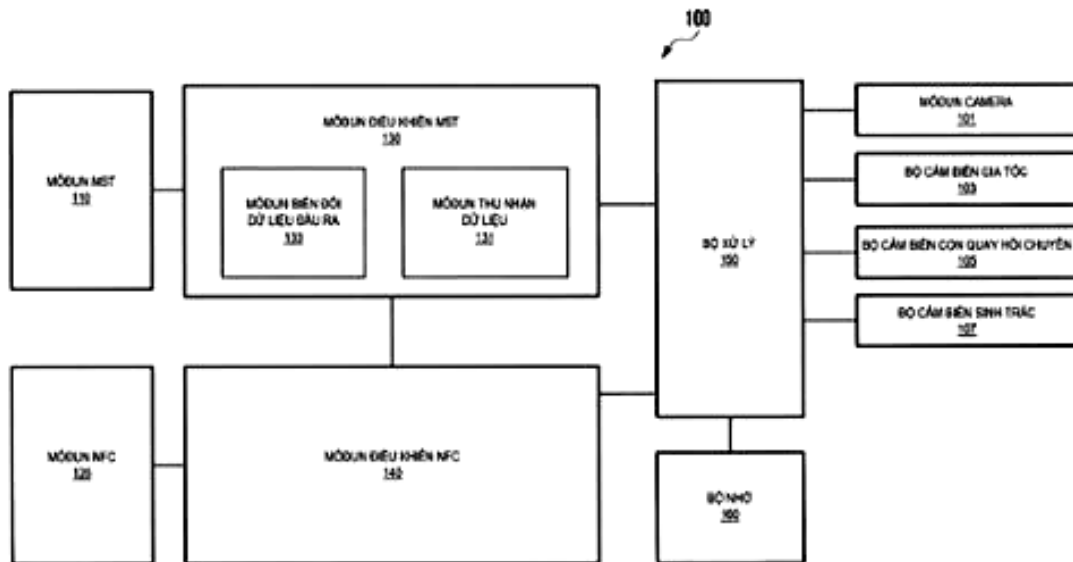 100
MÔĐUN MST
110
MÔĐUN ĐIỀU KHIỂN MST
130
MÔĐUN BIẾN ĐỔI
DỮ LIỆU ĐẦU RA
133
MÔĐUN THU NHẬN
DỮ LIỆU
131
BỘ XỬ LÝ
150
MÔĐUN CAMERA
101
BỘ CẢM BIẾN GIA TỐC
103
BỘ CẢM BIẾN CON QUAY HỒI CHUYỂN
105
BỘ CẢM BIẾN SINH TRẮC
107
MÔĐUN NFC
MÔĐUN ĐIỀU KHIỂN NFC
140
BỘ NHỚ
160